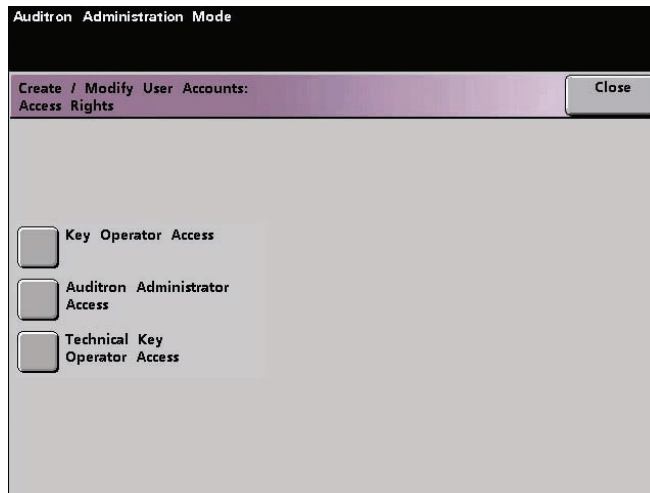 Auditron Administration Mode
Create / Modify User Accounts:
Access Rights
Close
Key Operator Access
Auditron Administrator
Access
Technical Key
Operator Access